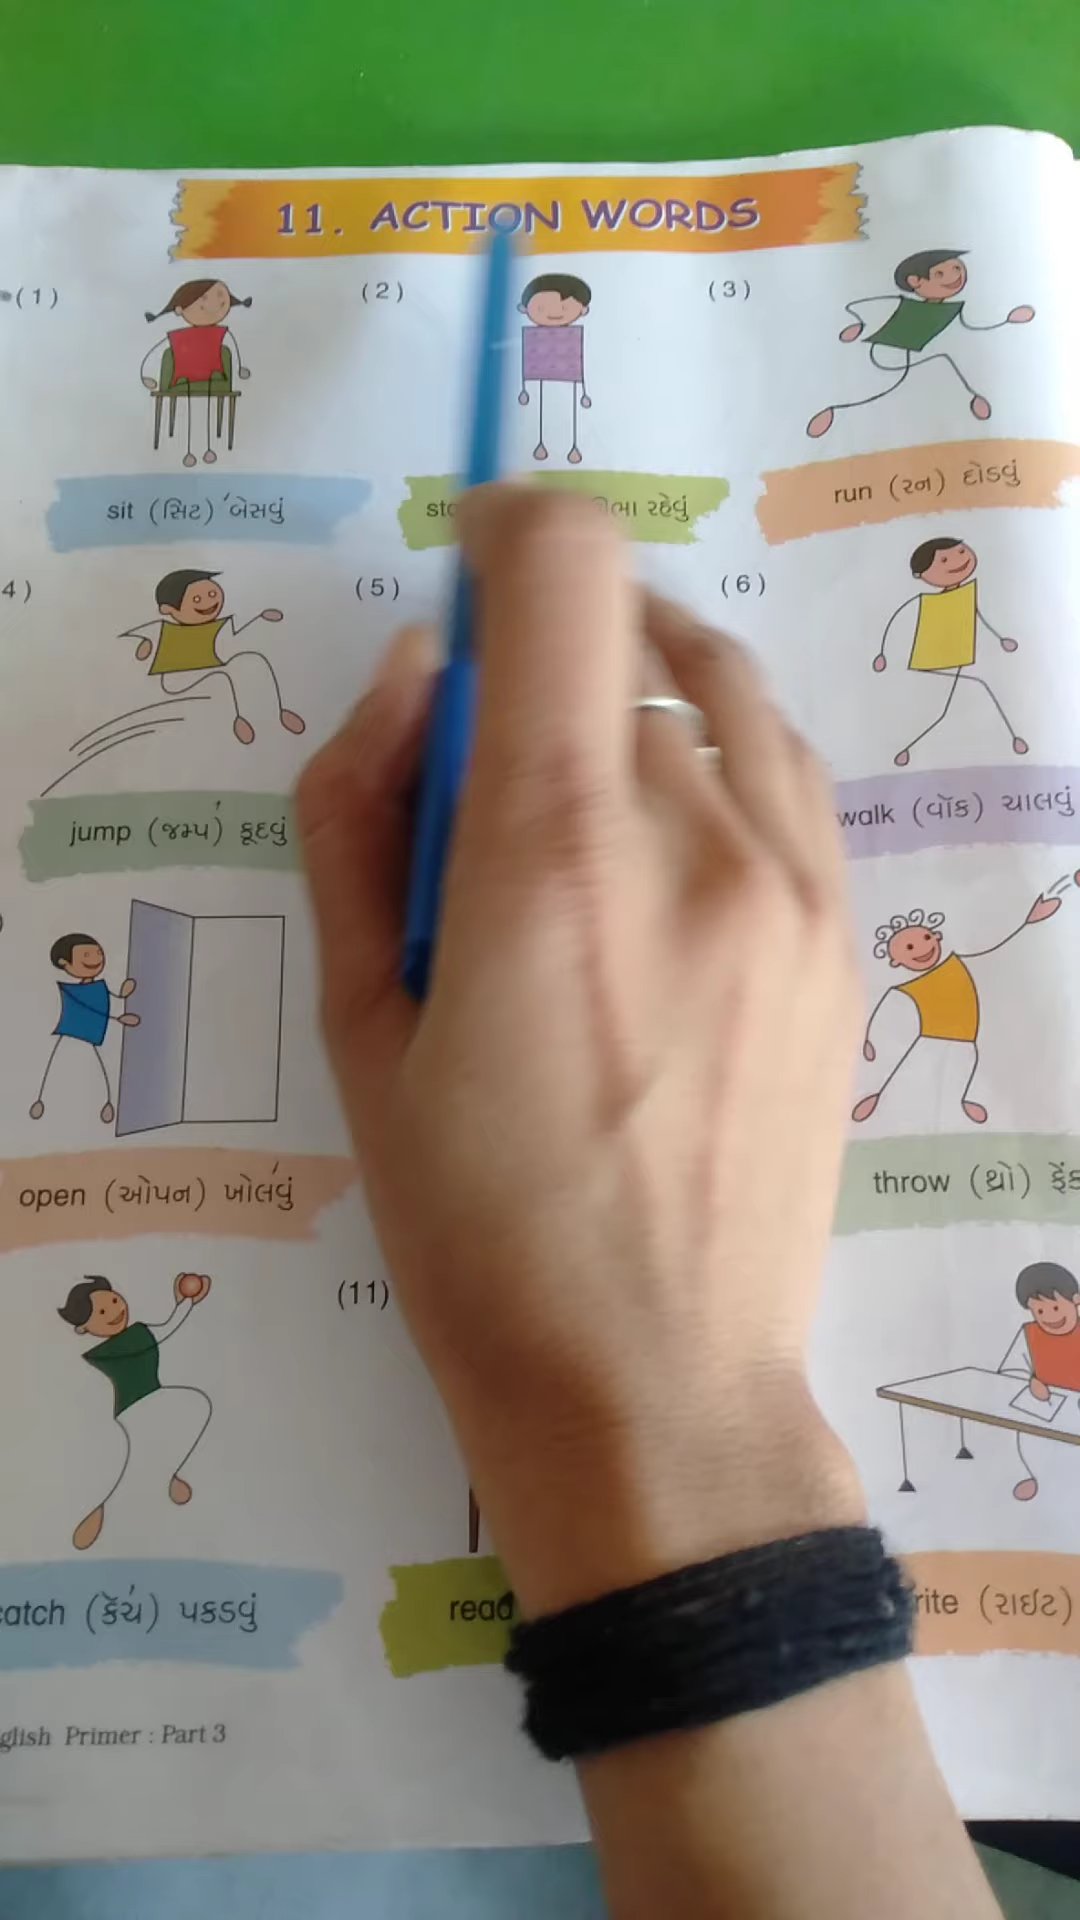 11. ACTION WORDS
(1)
(2)
(3)
sit (સિટ) બેસવું
રહેવું
run (રન) દોડવું
4)
(5)
(6)
jump (જમ્પ) કૂદવું
walk (વૉક) ચાલવું
open (ઓપન) ખોલવું
throw (થ્રો)
(11)
catch (કૅચ) પકડવું
read
rite (રાઇટ)
glish Primer : Part 3